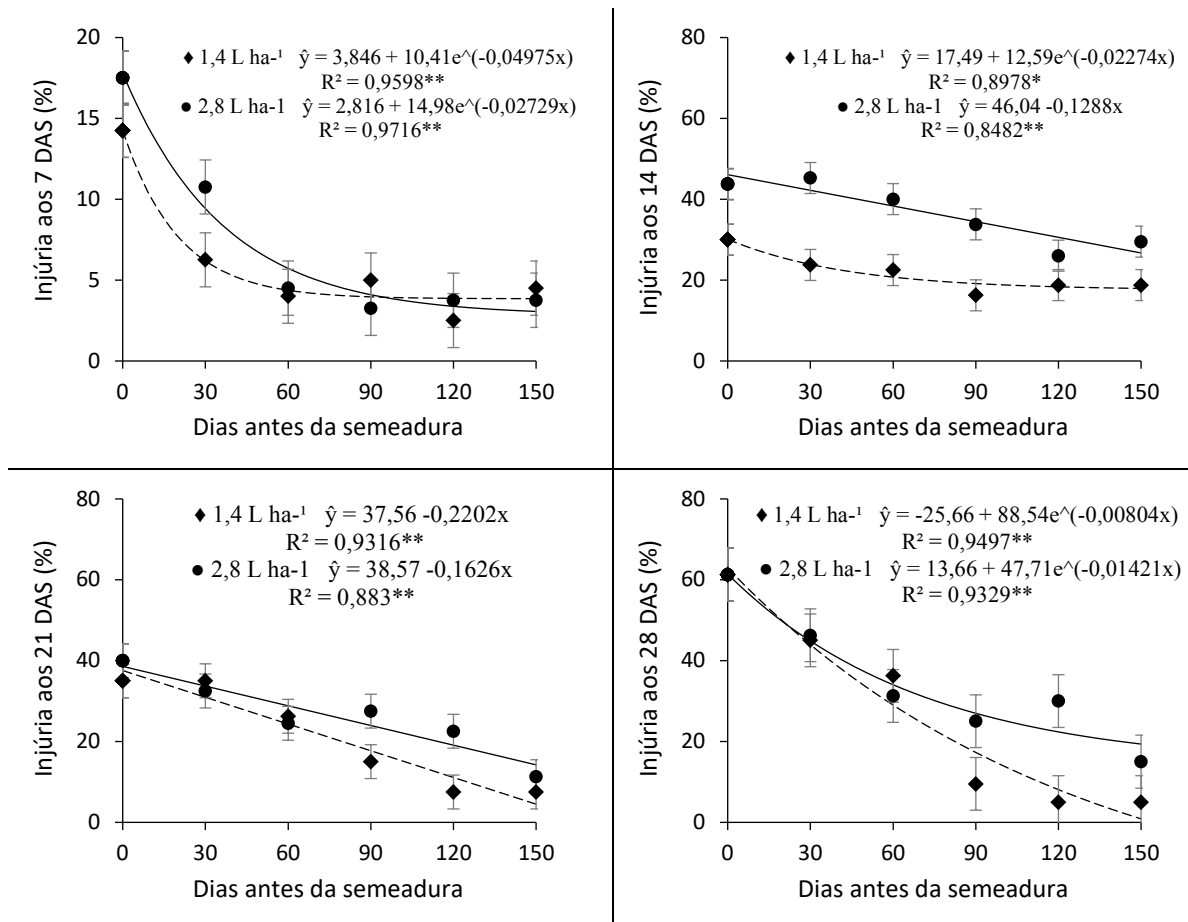 Injúria aos 7 DAS (%)
20
15
10
5
0
◆ 1,4 L ha-¹ ŷ = 3,846 + 10,41e^(-0,04975x)
R² = 0,9598**
● 2,8 L ha-1 ŷ = 2,816 + 14,98e^(-0,02729x)
R² = 0,9716**
0 30 60 90 120 150
Dias antes da semeadura
Injúria aos 14 DAS (%)
80
60
40
20
0
◆ 1,4 L ha-¹ ŷ = 17,49 + 12,59e^(-0,02274x)
R² = 0,8978*
● 2,8 L ha-1 ŷ = 46,04 -0,1288x
R² = 0,8482**
0 30 60 90 120 150
Dias antes da semeadura
Injúria aos 21 DAS (%)
80
60
40
20
0
◆ 1,4 L ha-¹ ŷ = 37,56 -0,2202x
R² = 0,9316**
● 2,8 L ha-1 ŷ = 38,57 -0,1626x
R² = 0,883**
0 30 60 90 120 150
Dias antes da semeadura
Injúria aos 28 DAS (%)
80
60
40
20
0
◆ 1,4 L ha-¹ ŷ = -25,66 + 88,54e^(-0,00804x)
R² = 0,9497**
● 2,8 L ha-1 ŷ = 13,66 + 47,71e^(-0,01421x)
R² = 0,9329**
0 30 60 90 120 150
Dias antes da semeadura